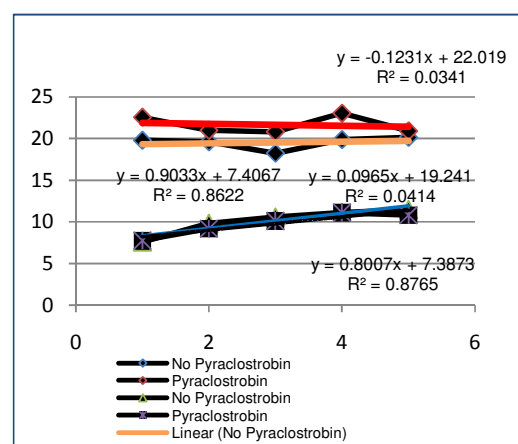 y = -0.1231x + 22.019
R² = 0.0341
25
20
y = 0.9033x + 7.4067
R² = 0.8622
y = 0.0965x + 19.241
R² = 0.0414
15
10
y = 0.8007x + 7.3873
R² = 0.8765
5
0
0 2 4 6
No Pyraclostrobin
Pyraclostrobin
No Pyraclostrobin
Pyraclostrobin
Linear (No Pyraclostrobin)